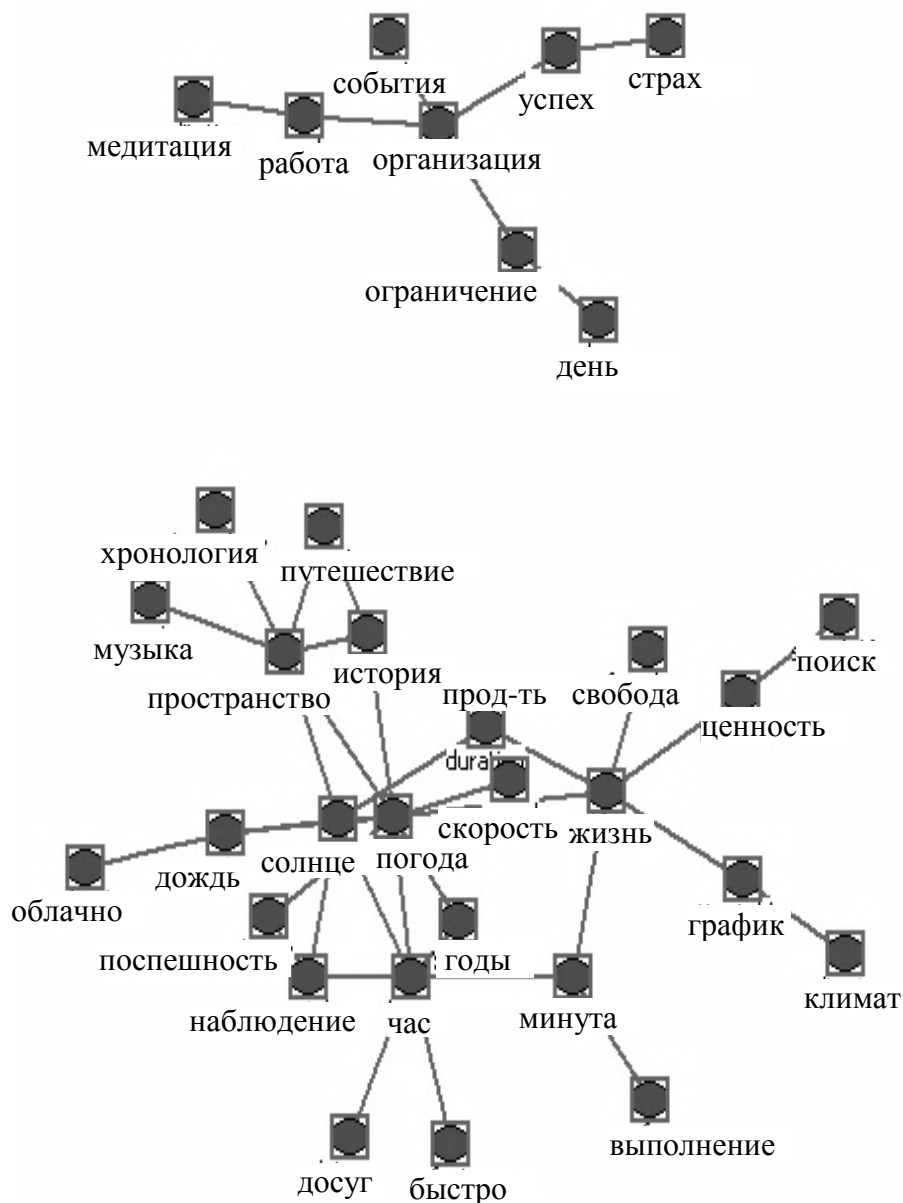 события
успех
страх
медитация
работа
организация
ограничение
день
хронология
путешествие
музыка
история
поиск
пространство
прод-ть
свобода
ценность
скорость
жизнь
солнце
погода
дождь
облачно
график
поспешность
годы
климат
наблюдение
час
минута
выполнение
досуг
быстро